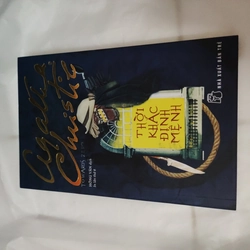 Agatha
Christie
THỜI
KHẮC
ĐỊNH
MỆNH
NHÀ XUẤT BẢN TRẺ